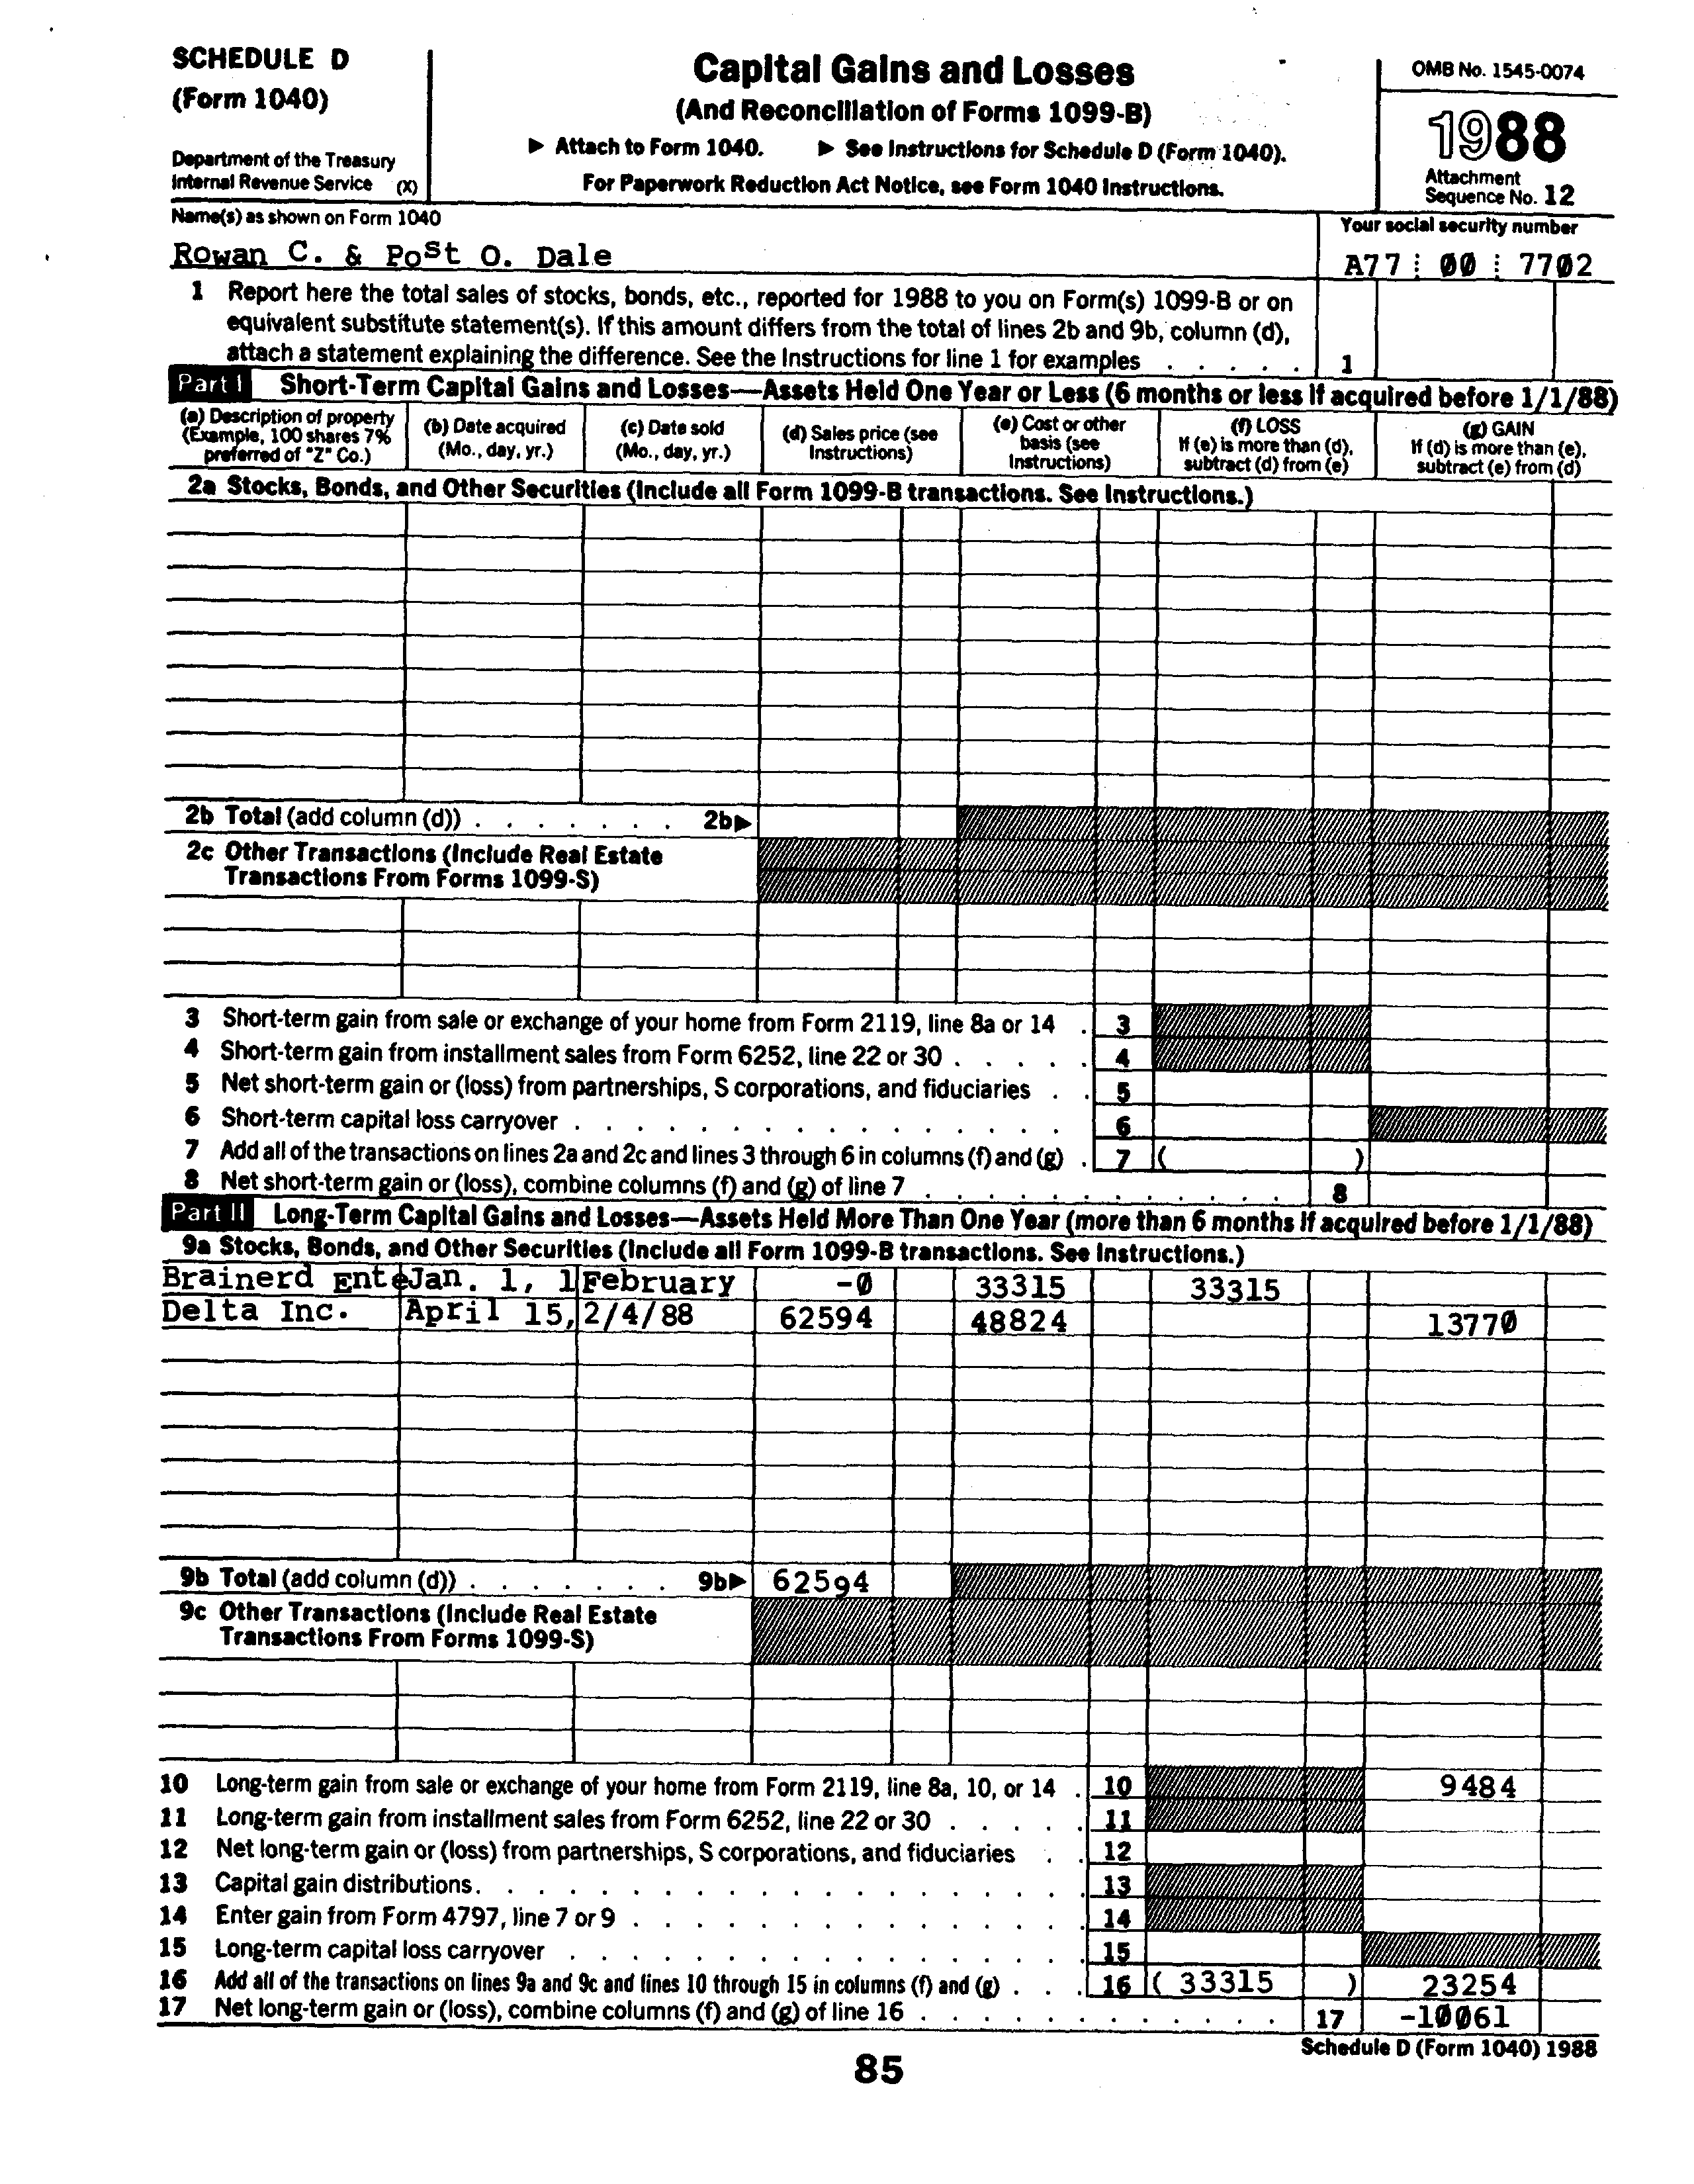 SCHEDULE D
(Form 1040)
Department of the Treasury
Internal Revenue Service (X)
Capital Gains and Losses
(And Reconciliation of Forms 1099-B)
▶ Attach to Form 1040. ▶ See Instructions for Schedule D (Form 1040).
For Paperwork Reduction Act Notice, see Form 1040 Instructions.
OMB No. 1545-0074
1988
Attachment
Sequence No. 12
Name(s) as shown on Form 1040
Rowan C. & Post O. Dale
Your social security number
A77 00 7702
1 Report here the total sales of stocks, bonds, etc., reported for 1988 to you on Form(s) 1099-B or on
equivalent substitute statement(s). If this amount differs from the total of lines 2b and 9b, column (d),
attach a statement explaining the difference. See the Instructions for line 1 for examples . . . . . 1
Part I Short-Term Capital Gains and Losses—Assets Held One Year or Less (6 months or less if acquired before 1/1/88)
(a) Description of property
(Example, 100 shares 7%
preferred of "Z" Co.)
(b) Date acquired
(Mo., day, yr.)
(c) Date sold
(Mo., day, yr.)
(d) Sales price (see
Instructions)
(e) Cost or other
basis (see
Instructions)
(f) LOSS
If (e) is more than (d),
subtract (d) from (e)
(g) GAIN
If (d) is more than (e),
subtract (e) from (d)
2a Stocks, Bonds, and Other Securities (Include all Form 1099-B transactions. See Instructions.)
2b Total (add column (d)) . . . . . . . 2b▶
2c Other Transactions (Include Real Estate
Transactions From Forms 1099-S)
3 Short-term gain from sale or exchange of your home from Form 2119, line 8a or 14 . 3
4 Short-term gain from installment sales from Form 6252, line 22 or 30 . . . . . 4
5 Net short-term gain or (loss) from partnerships, S corporations, and fiduciaries . . 5
6 Short-term capital loss carryover . . . . . . . . . . . . . . . . 6
7 Add all of the transactions on lines 2a and 2c and lines 3 through 6 in columns (f) and (g) . 7 ( )
8 Net short-term gain or (loss), combine columns (f) and (g) of line 7 . . . . . . . . . . . . 8
Part II Long-Term Capital Gains and Losses—Assets Held More Than One Year (more than 6 months if acquired before 1/1/88)
9a Stocks, Bonds, and Other Securities (Include all Form 1099-B transactions. See Instructions.)
Brainerd Ente Jan. 1, 1 February -0 33315 33315
Delta Inc. April 15, 2/4/88 62594 48824 13770
9b Total (add column (d)) . . . . . . . 9b▶ 62594
9c Other Transactions (Include Real Estate
Transactions From Forms 1099-S)
10 Long-term gain from sale or exchange of your home from Form 2119, line 8a, 10, or 14 . 10 9484
11 Long-term gain from installment sales from Form 6252, line 22 or 30 . . . . . 11
12 Net long-term gain or (loss) from partnerships, S corporations, and fiduciaries . . 12
13 Capital gain distributions. . . . . . . . . . . . . . . . . . . . 13
14 Enter gain from Form 4797, line 7 or 9 . . . . . . . . . . . . . . 14
15 Long-term capital loss carryover . . . . . . . . . . . . . . . . 15
16 Add all of the transactions on lines 9a and 9c and lines 10 through 15 in columns (f) and (g) . . . 16 ( 33315 ) 23254
17 Net long-term gain or (loss), combine columns (f) and (g) of line 16 . . . . . . . . . . . . 17 -10061
Schedule D (Form 1040) 1988
85